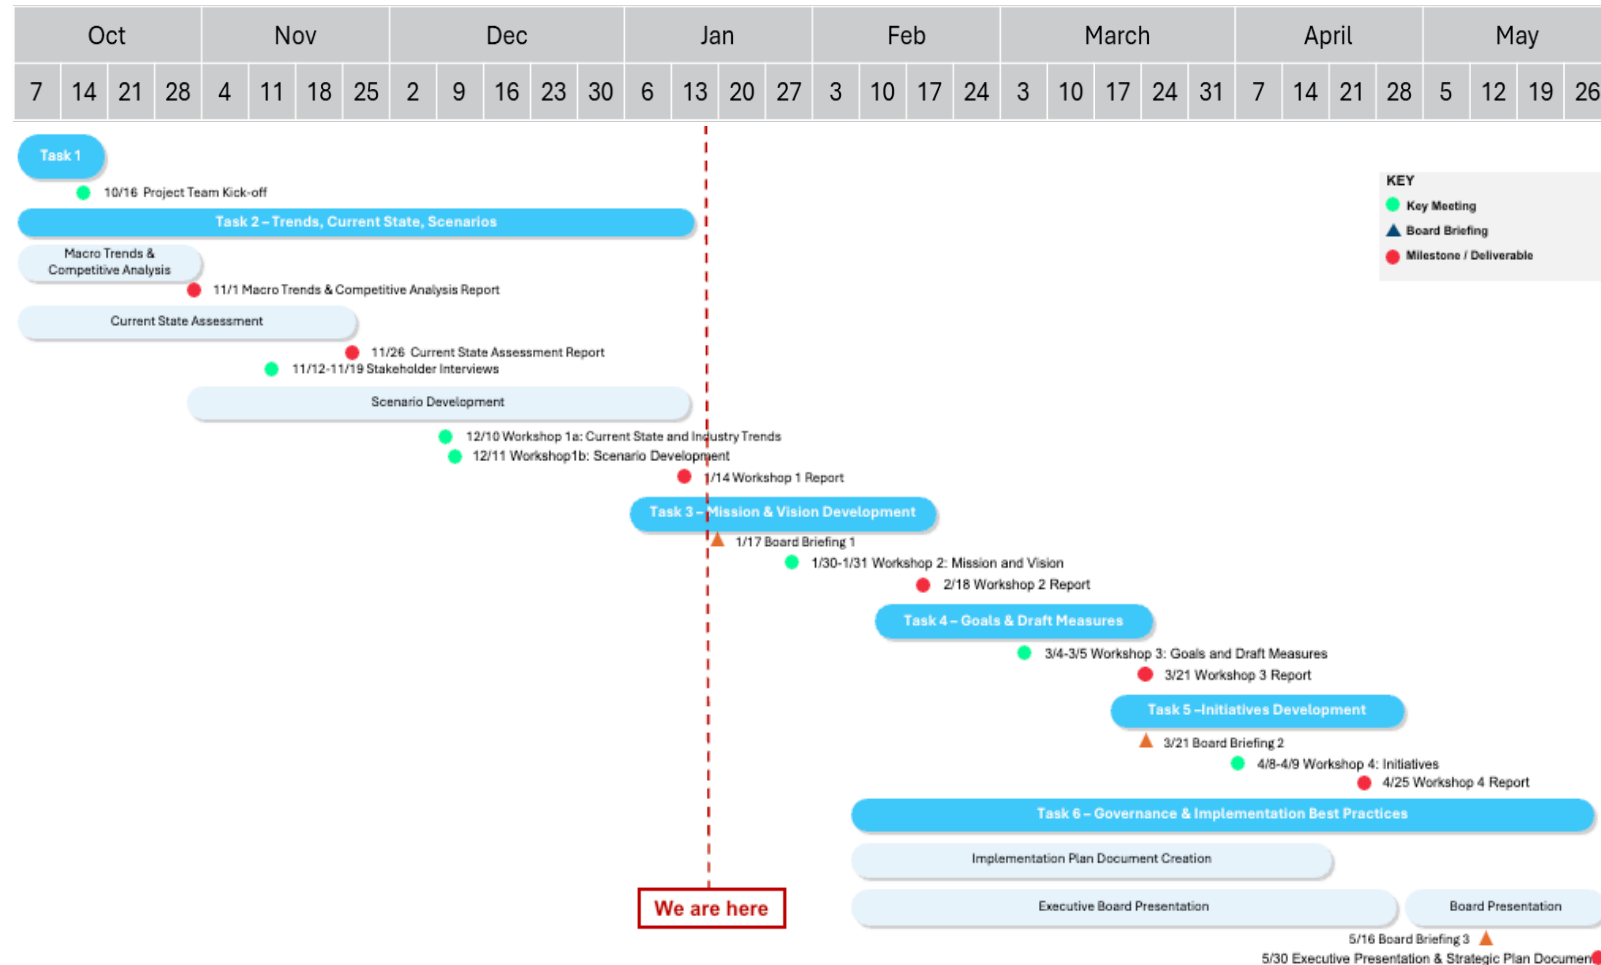 Oct Nov Dec Jan Feb March April May
7 14 21 28 4 11 18 25 2 9 16 23 30 6 13 20 27 3 10 17 24 3 10 17 24 31 7 14 21 28 5 12 19 26
Task 1
10/16 Project Team Kick-off
KEY
Key Meeting
Board Briefing
Milestone / Deliverable
Task 2 – Trends, Current State, Scenarios
Macro Trends &
Competitive Analysis
11/1 Macro Trends & Competitive Analysis Report
Current State Assessment
11/26 Current State Assessment Report
11/12-11/19 Stakeholder Interviews
Scenario Development
12/10 Workshop 1a: Current State and Industry Trends
12/11 Workshop1b: Scenario Development
1/14 Workshop 1 Report
Task 3 – Mission & Vision Development
1/17 Board Briefing 1
1/30-1/31 Workshop 2: Mission and Vision
2/18 Workshop 2 Report
Task 4 – Goals & Draft Measures
3/4-3/5 Workshop 3: Goals and Draft Measures
3/21 Workshop 3 Report
Task 5 –Initiatives Development
3/21 Board Briefing 2
4/8-4/9 Workshop 4: Initiatives
4/25 Workshop 4 Report
Task 6 – Governance & Implementation Best Practices
Implementation Plan Document Creation
We are here
Executive Board Presentation
Board Presentation
5/16 Board Briefing 3
5/30 Executive Presentation & Strategic Plan Documen